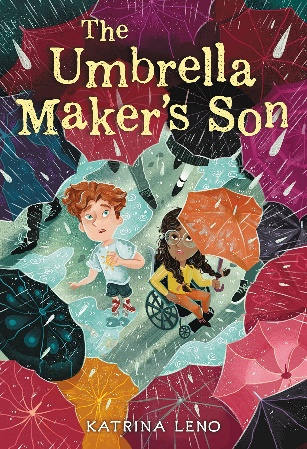 The
Umbrella
Maker's Son
KATRINA LENO